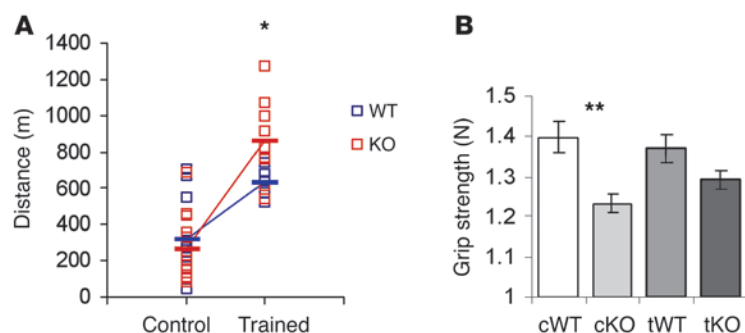 A
*
1400
1200
1000
800
600
400
200
0
Distance (m)
Control Trained
WT
KO
B
**
1.5
1.4
1.3
1.2
1.1
1
Grip strength (N)
cWT cKO tWT tKO